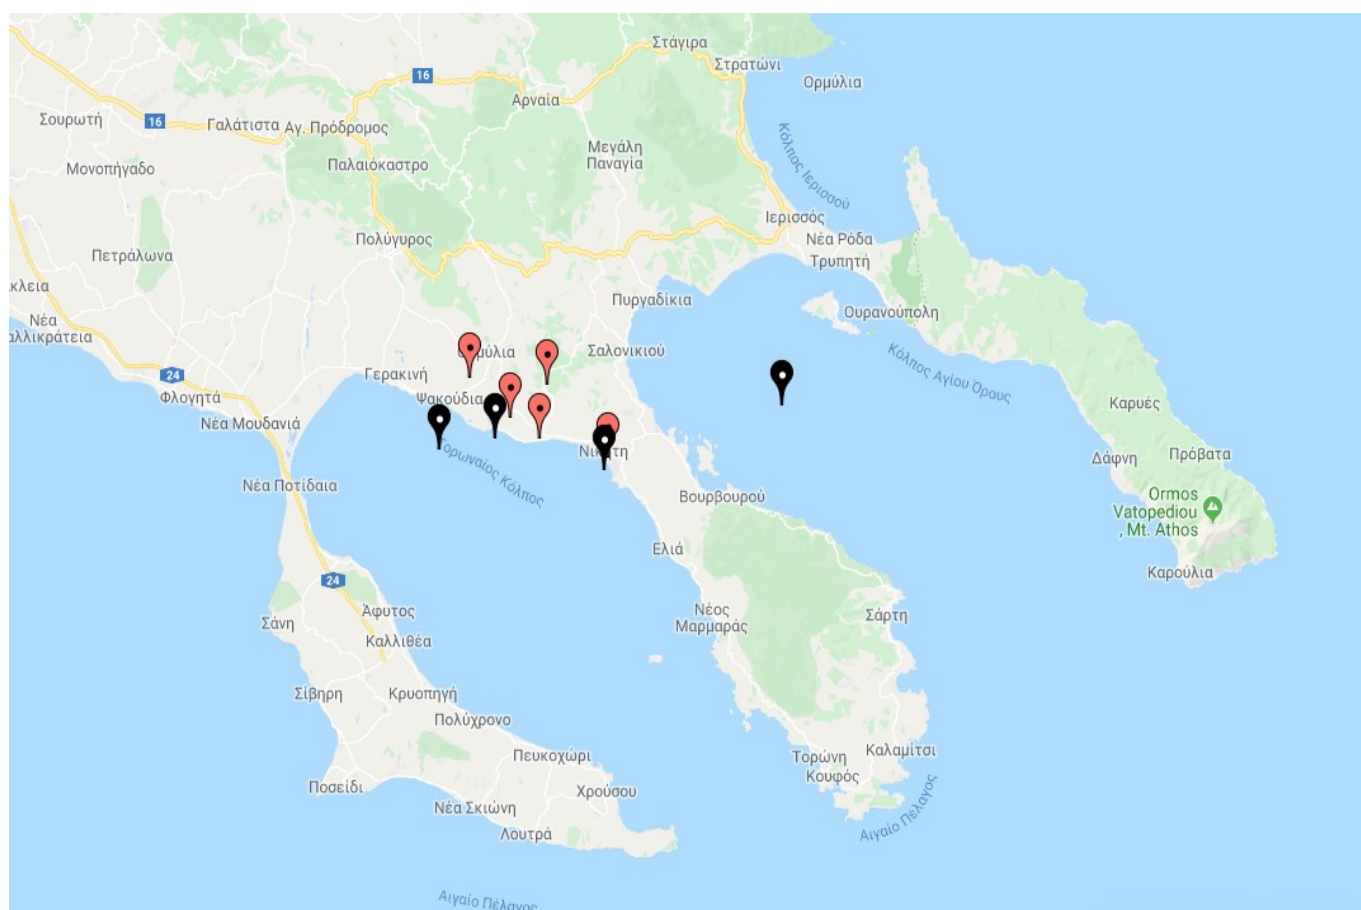 Στάγιρα
Στρατώνι
16
Ορμύλια
Αρναία
Σουρωτή
16
Γαλάτιστα
Αγ. Πρόδρομος
Κόλπος Ιερισσού
Μεγάλη
Παναγία
Μονοπήγαδο
Παλαιόκαστρο
Ιερισσός
Πολύγυρος
Νέα Ρόδα
Πετράλωνα
Τρυπητή
κλεια
Πυργαδίκια
Ουρανούπολη
Νέα
αλλικράτεια
Σαλονικιού
Κόλπος Αγίου Όρους
24
Γερακινή
Φλογητά
Ψακούδια
Καρυές
Νέα Μουδανιά
Νικήτη
Δάφνη
Πρόβατα
Κόλπος
Νέα Ποτίδαια
Βουρβουρού
Ormos
Vatopediou
, Mt. Athos
Ελιά
Καρούλια
24
Άφυτος
Νέος
Μαρμαράς
Σάρτη
Σάνη
Καλλιθέα
Σίβηρη
Κρυοπηγή
Πολύχρονο
Πευκοχώρι
Τορώνη
Καλαμίτσι
Κουφός
Ποσείδι
Χρούσου
Νέα Σκιώνη
Λουτρά
Αιγαίο Πέλαγος
Αιγαίο Πέλαγος